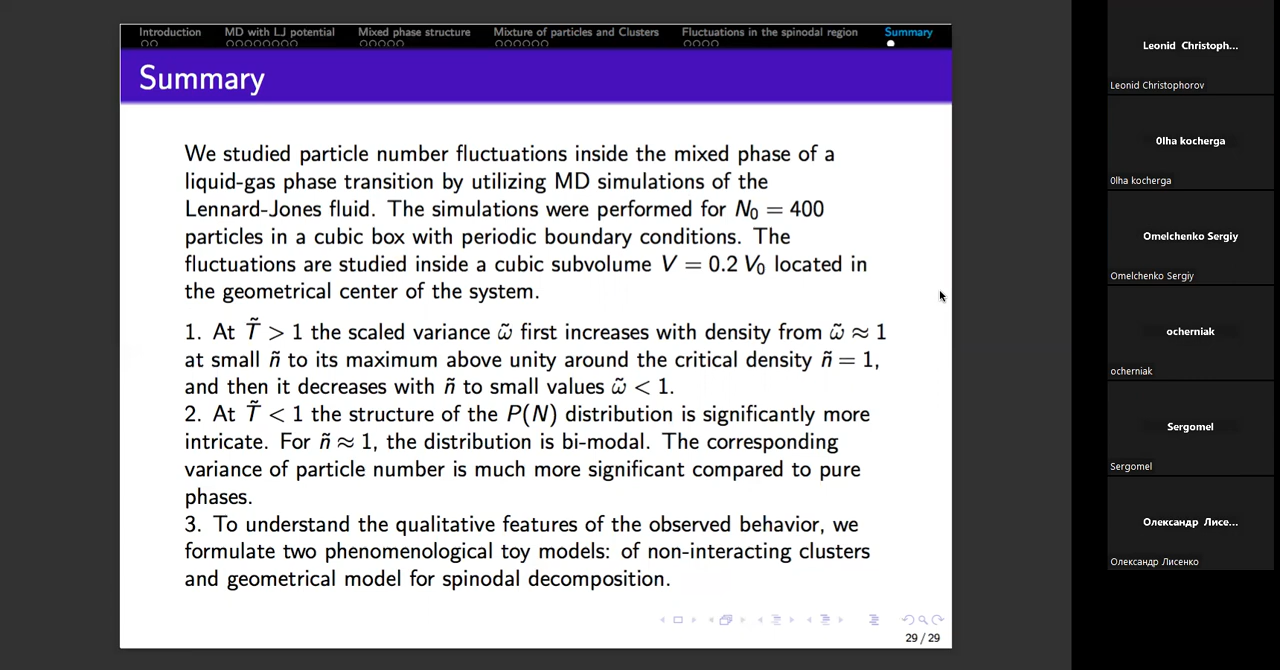 Introduction MD with LJ potential Mixed phase structure Mixture of particles and Clusters Fluctuations in the spinodal region Summary
Summary
We studied particle number fluctuations inside the mixed phase of a
liquid-gas phase transition by utilizing MD simulations of the
Lennard-Jones fluid. The simulations were performed for N₀ = 400
particles in a cubic box with periodic boundary conditions. The
fluctuations are studied inside a cubic subvolume V = 0.2 V₀ located in
the geometrical center of the system.
1. At T̃ > 1 the scaled variance ω̃ first increases with density from ω̃ ≈ 1
at small ñ to its maximum above unity around the critical density ñ = 1,
and then it decreases with ñ to small values ω̃ < 1.
2. At T̃ < 1 the structure of the P(N) distribution is significantly more
intricate. For ñ ≈ 1, the distribution is bi-modal. The corresponding
variance of particle number is much more significant compared to pure
phases.
3. To understand the qualitative features of the observed behavior, we
formulate two phenomenological toy models: of non-interacting clusters
and geometrical model for spinodal decomposition.
29 / 29
Leonid Christoph...
Leonid Christophorov
0lha kocherga
0lha kocherga
Omelchenko Sergiy
Omelchenko Sergiy
ocherniak
ocherniak
Sergomel
Sergomel
Олександр Лисе...
Олександр Лисенко